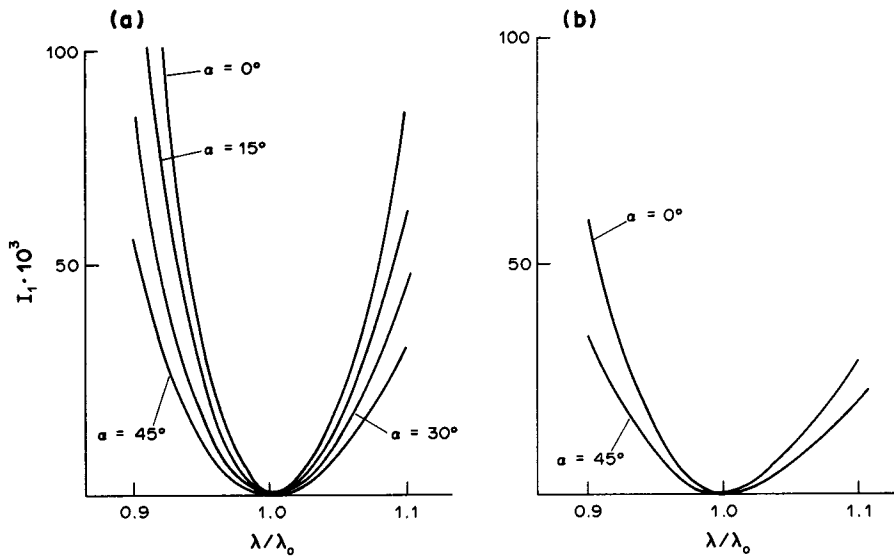 (a)
100
α = 0°
α = 15°
50
I₁·10³
α = 45°
α = 30°
0.9
1.0
1.1
λ/λ₀
(b)
100
α = 0°
50
α = 45°
0.9
1.0
1.1
λ/λ₀